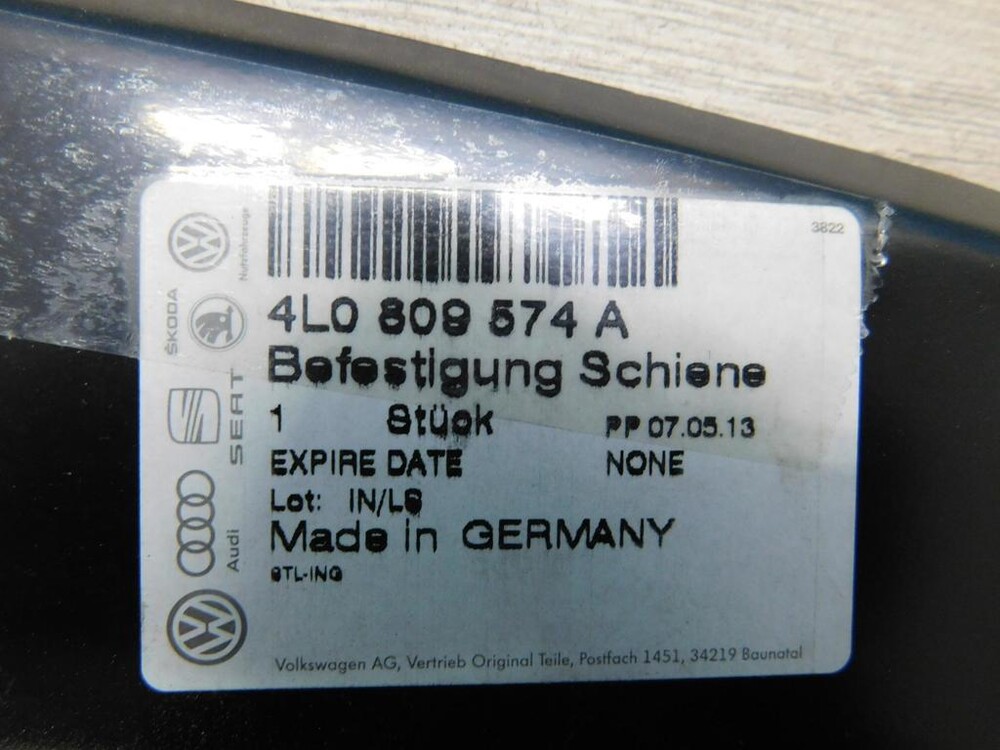 3822
Nutzfahrzeuge
4L0 809 574 A
ŠKODA
Befestigung Schiene
SEAT
1 Stück PP 07.05.13
EXPIRE DATE NONE
Lot: IN/LS
Made in GERMANY
Audi
STL-ING
Volkswagen AG, Vertrieb Original Teile, Postfach 1451, 34219 Baunatal